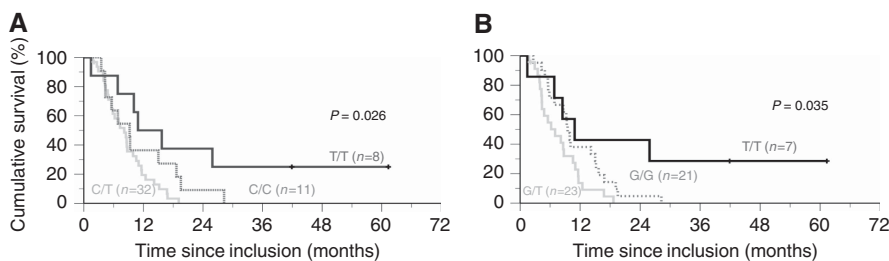 A
Cumulative survival (%)
100
80
60
40
20
0
P = 0.026
T/T (n=8)
C/T (n=32)
C/C (n=11)
0 12 24 36 48 60 72
Time since inclusion (months)
B
100
80
60
40
20
0
P = 0.035
T/T (n=7)
G/G (n=21)
G/T (n=23)
0 12 24 36 48 60 72
Time since inclusion (months)